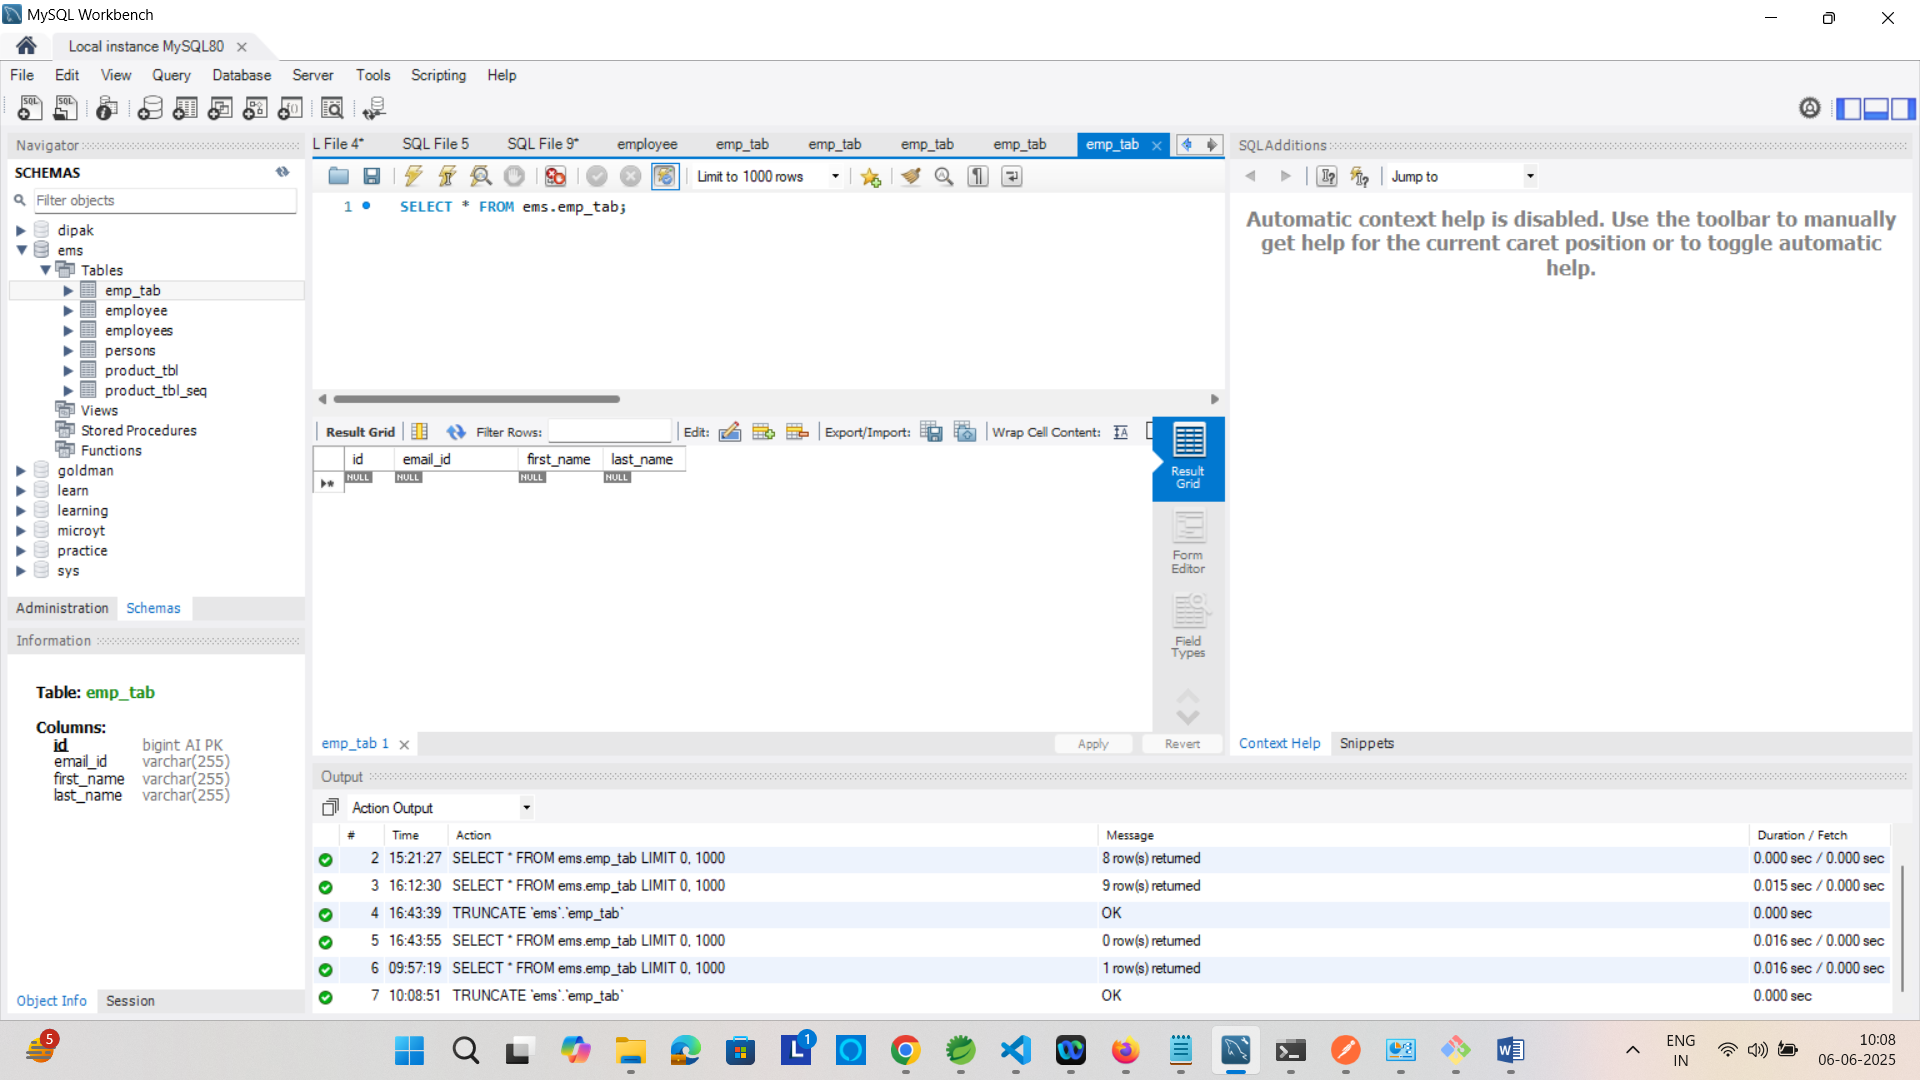 MySQL Workbench
Local instance MySQL80
File Edit View Query Database Server Tools Scripting Help
Navigator
SCHEMAS
Filter objects
dipak
ems
Tables
emp_tab
employee
employees
persons
product_tbl
product_tbl_seq
Views
Stored Procedures
Functions
goldman
learn
learning
microyt
practice
sys
Administration Schemas
Information
Table: emp_tab
Columns:
id bigint AI PK
email_id varchar(255)
first_name varchar(255)
last_name varchar(255)
Object Info Session
L File 4* SQL File 5 SQL File 9* employee emp_tab emp_tab emp_tab emp_tab emp_tab
Limit to 1000 rows
1 SELECT * FROM ems.emp_tab;
Result Grid Filter Rows: Edit: Export/Import: Wrap Cell Content:
id email_id first_name last_name
NULL NULL NULL NULL
Result Grid
Form Editor
Field Types
emp_tab 1 Apply Revert
SQLAdditions
Jump to
Automatic context help is disabled. Use the toolbar to manually
get help for the current caret position or to toggle automatic
help.
Context Help Snippets
Output
Action Output
# Time Action Message Duration / Fetch
2 15:21:27 SELECT * FROM ems.emp_tab LIMIT 0, 1000 8 row(s) returned 0.000 sec / 0.000 sec
3 16:12:30 SELECT * FROM ems.emp_tab LIMIT 0, 1000 9 row(s) returned 0.015 sec / 0.000 sec
4 16:43:39 TRUNCATE `ems`.`emp_tab` OK 0.000 sec
5 16:43:55 SELECT * FROM ems.emp_tab LIMIT 0, 1000 0 row(s) returned 0.016 sec / 0.000 sec
6 09:57:19 SELECT * FROM ems.emp_tab LIMIT 0, 1000 1 row(s) returned 0.016 sec / 0.000 sec
7 10:08:51 TRUNCATE `ems`.`emp_tab` OK 0.000 sec
5
1
ENG
IN
10:08
06-06-2025